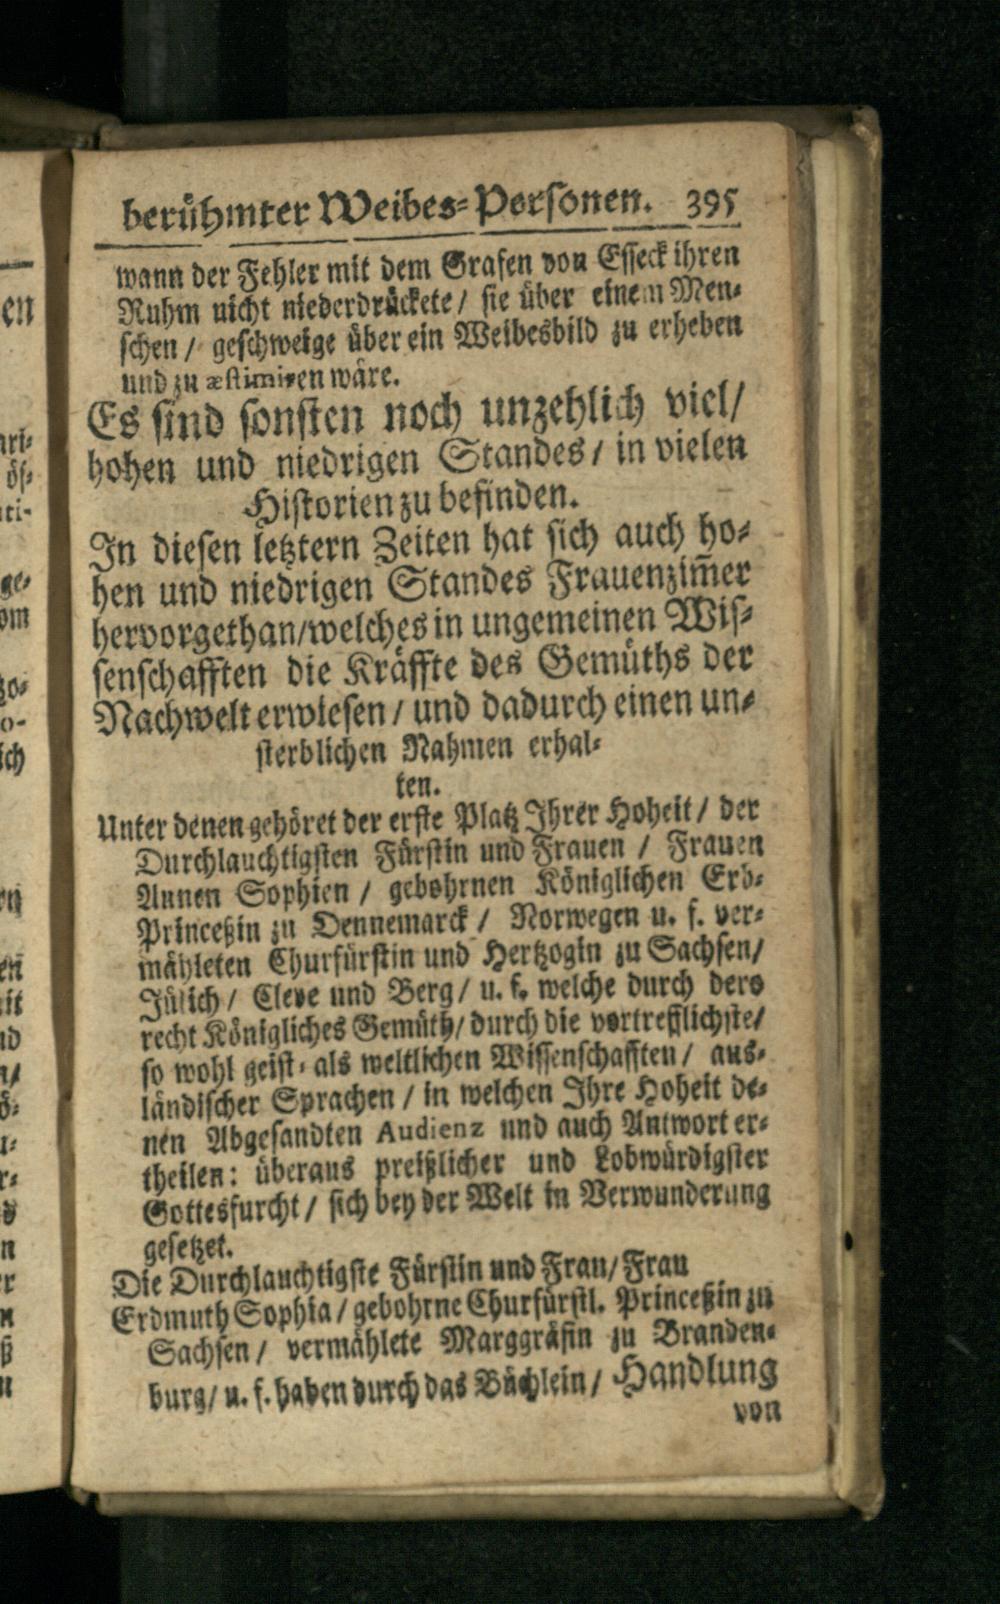 berühmter Weibes-Personen. 395
wann der Fehler mit dem Grafen von Esseck ihren
Ruhm nicht niederdrückete / sie über einem Men-
schen / geschweige über ein Weibesbild zu erheben
und zu æstimiren wäre.
Es sind sonsten noch unzehlich viel/
hohen und niedrigen Standes / in vielen
Historien zu befinden.
In diesen letztern Zeiten hat sich auch ho-
hen und niedrigen Standes Frauenzim̃er
hervorgethan/welches in ungemeinen Wis-
senschafften die Kräffte des Gemüths der
Nachwelt erwiesen / und dadurch einen un-
sterblichen Nahmen erhal-
ten.
Unter denen gehöret der erste Platz Ihrer Hoheit / der
Durchlauchtigsten Fürstin und Frauen / Frauen
Annen Sophien / gebohrnen Königlichen Erb-
Princeßin zu Dennemarck / Norwegen u. f. ver-
mähleten Churfürstin und Hertzogin zu Sachsen/
Jülich / Cleve und Berg / u. f. welche durch dero
recht Königliches Gemüth/ durch die vortrefflichste/
so wohl geist- als weltlichen Wissenschafften / aus-
ländischer Sprachen / in welchen Ihre Hoheit de-
nen Abgesandten Audienz und auch Antwort er-
theilen: überaus preißlicher und Lobwürdigster
Gottesfurcht / sich bey der Welt in Verwunderung
gesetzet.
Die Durchlauchtigste Fürstin und Frau/ Frau
Erdmuth Sophia / gebohrne Churfürstl. Princeßin zu
Sachsen / vermählete Marggräfin zu Branden-
burg/ u. f. haben durch das Büchlein / Handlung
von